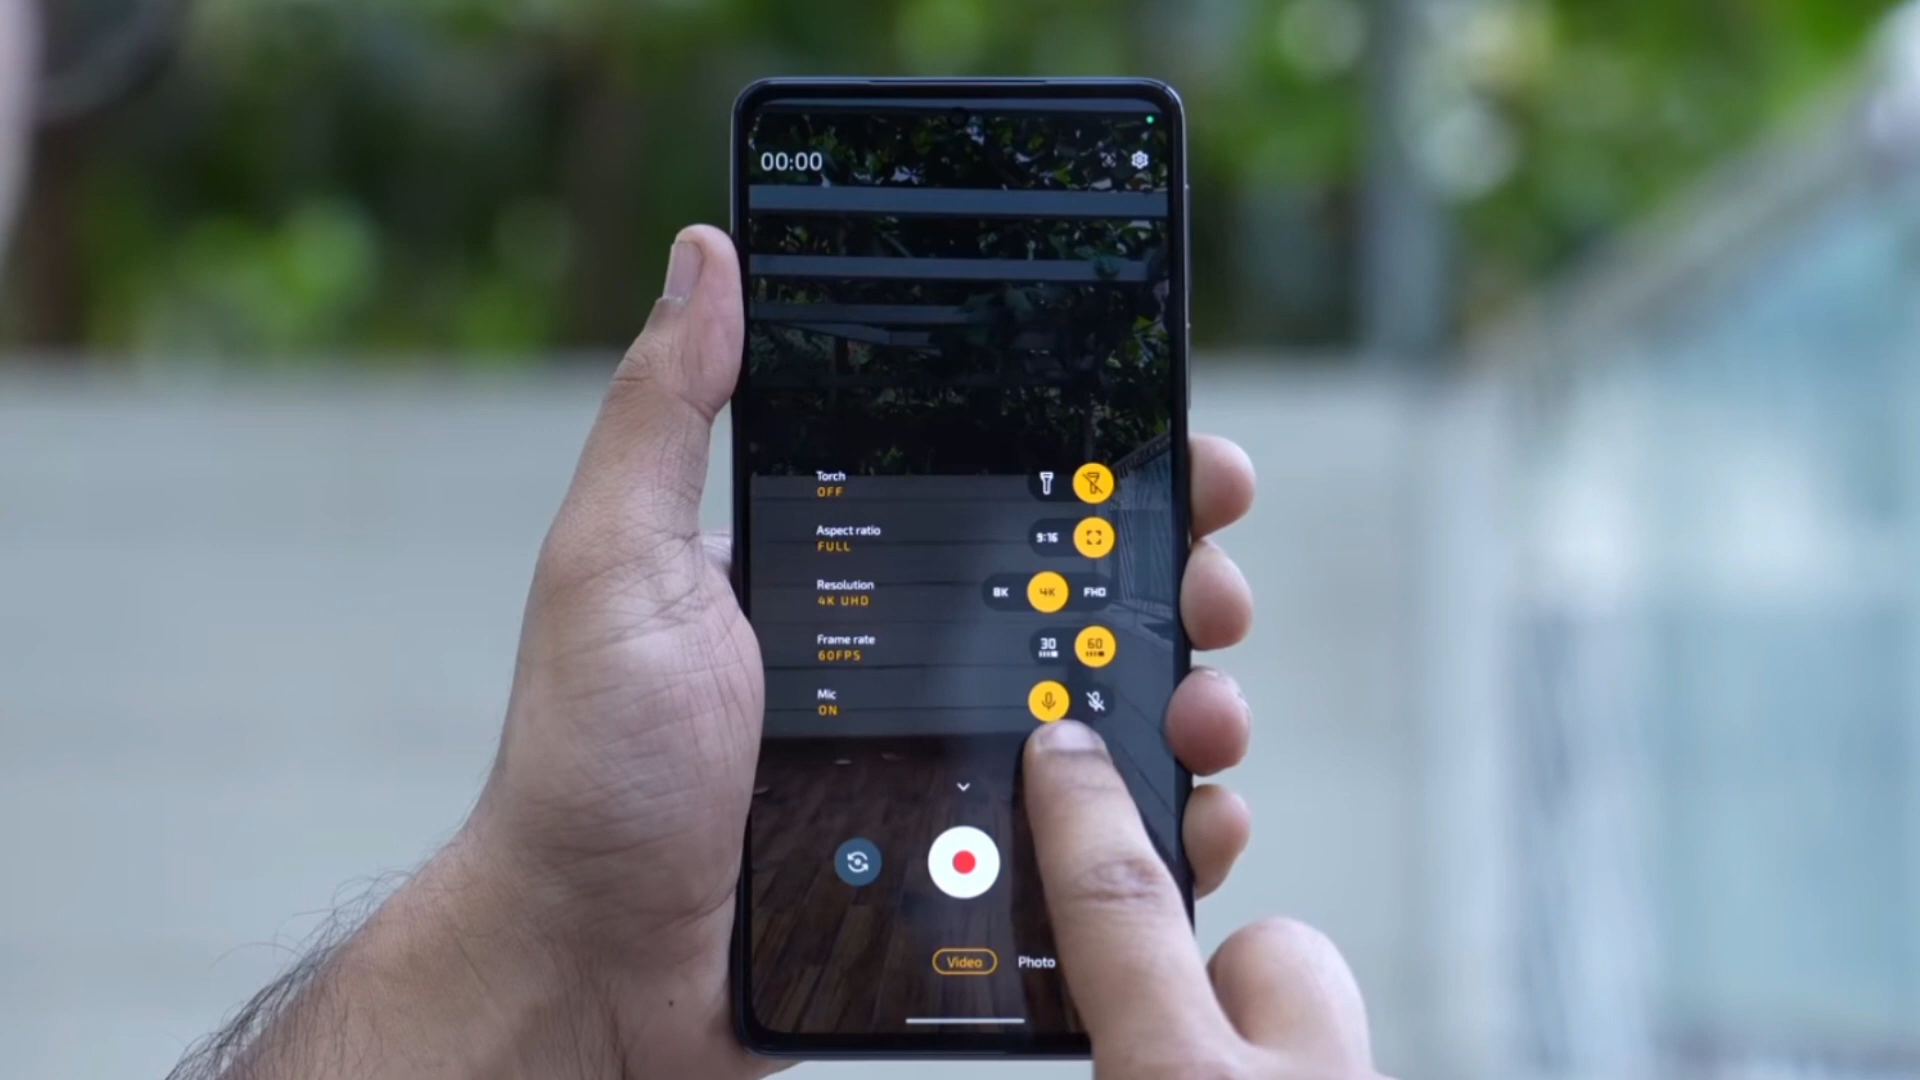 00:00
Torch
OFF
Aspect ratio
FULL
9:16
Resolution
4K UHD
8K 4K FHD
Frame rate
60FPS
30 60
Mic
ON
Video Photo